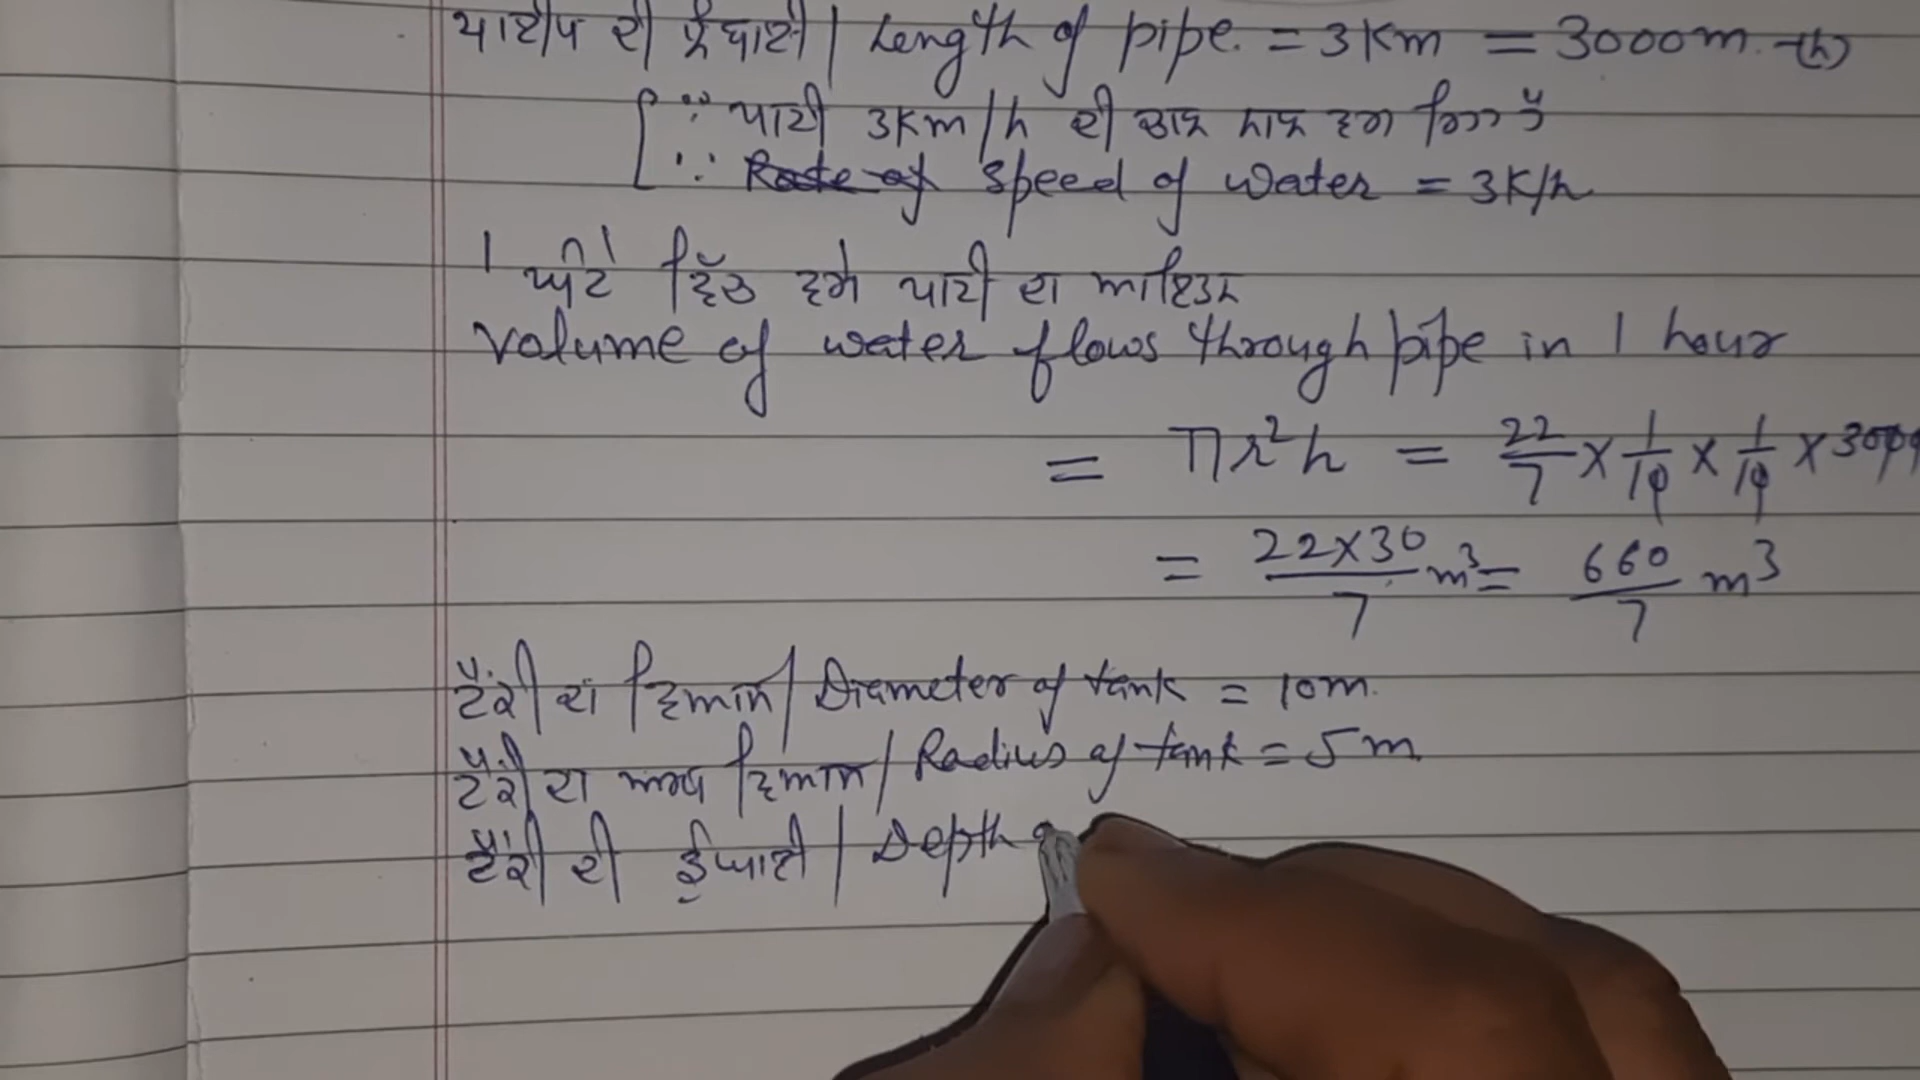 ਪਾਈਪ ਦੀ ਲੰਬਾਈ / Length of pipe. = 3Km = 3000m. (h)
∵ ਪਾਣੀ 3Km/h ਦੀ ਚਾਲ ਨਾਲ ਵਗ ਰਿਹਾ ਹੈ
∵ Speed of water = 3K/h
1 ਘੰਟੇ ਵਿੱਚ ਵਗੇ ਪਾਣੀ ਦਾ ਆਇਤਨ
Volume of water flows through pipe in 1 hour
= πr²h = 22/7 × 1/10 × 1/10 × 3000
= 22×30/7 m³ = 660/7 m³
ਟੈਂਕੀ ਦਾ ਵਿਆਸ / Diameter of tank = 10m.
ਟੈਂਕੀ ਦਾ ਅਰਧ ਵਿਆਸ / Radius of tank = 5m
ਟੈਂਕੀ ਦੀ ਡੂੰਘਾਈ / Depth